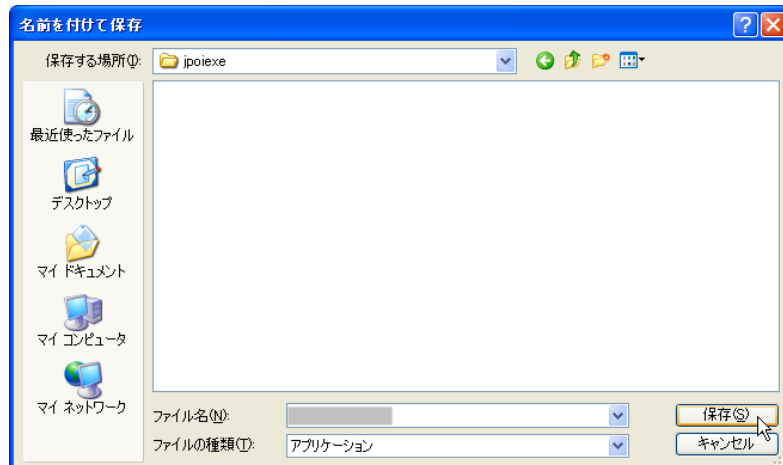 名前を付けて保存
保存する場所(I):
jpoiexe
最近使ったファイル
デスクトップ
マイ ドキュメント
マイ コンピュータ
マイ ネットワーク
ファイル名(N):
保存(S)
ファイルの種類(T):
アプリケーション
キャンセル